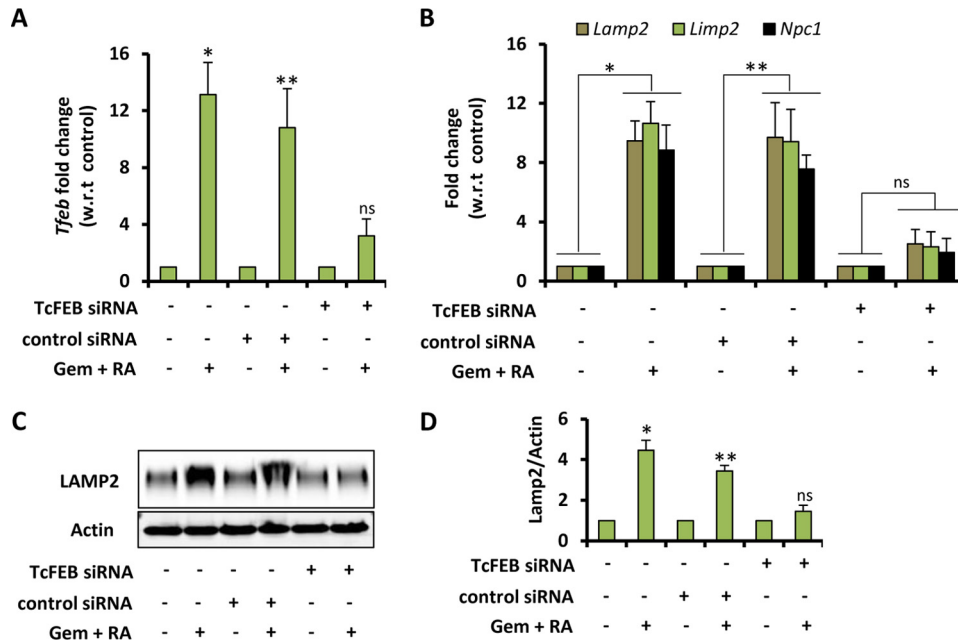 A
Tfeb fold change
(w.r.t control)
16
12
8
4
0
*
**
ns
TcFEB siRNA - - - - + +
control siRNA - - + + - -
Gem + RA - + - + - +
B
Lamp2 Limp2 Npc1
Fold change
(w.r.t control)
16
12
8
4
0
*
**
ns
TcFEB siRNA - - - - + +
control siRNA - - + + - -
Gem + RA - + - + - +
C
LAMP2
Actin
TcFEB siRNA - - - - + +
control siRNA - - + + - -
Gem + RA - + - + - +
D
Lamp2/Actin
6
4
2
0
*
**
ns
TcFEB siRNA - - - - + +
control siRNA - - + + - -
Gem + RA - + - + - +